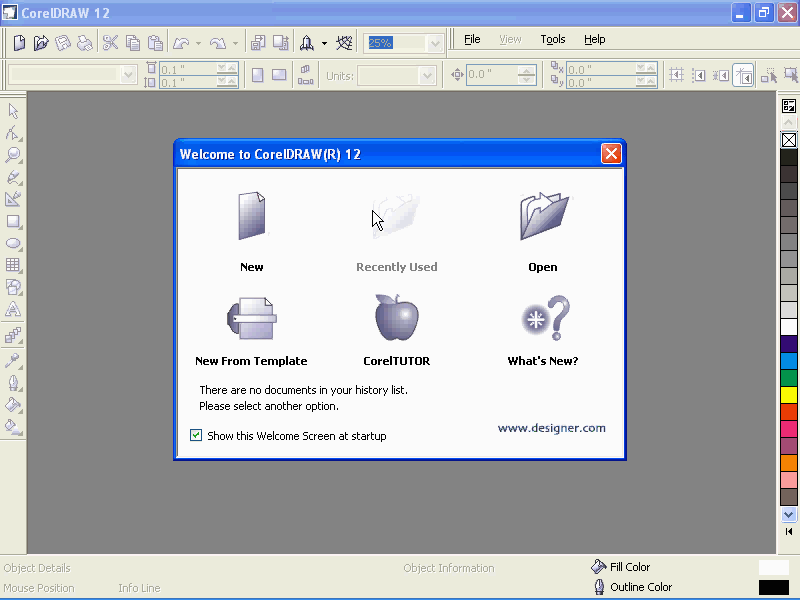 CorelDRAW 12
25%
File View Tools Help
0.1 "
0.1 "
Units:
0.0 "
0.0 "
0.0 "
Welcome to CorelDRAW(R) 12
New
Recently Used
Open
New From Template
CorelTUTOR
What's New?
There are no documents in your history list.
Please select another option.
Show this Welcome Screen at startup
www.designer.com
Object Details
Object Information
Fill Color
Mouse Position
Info Line
Outline Color